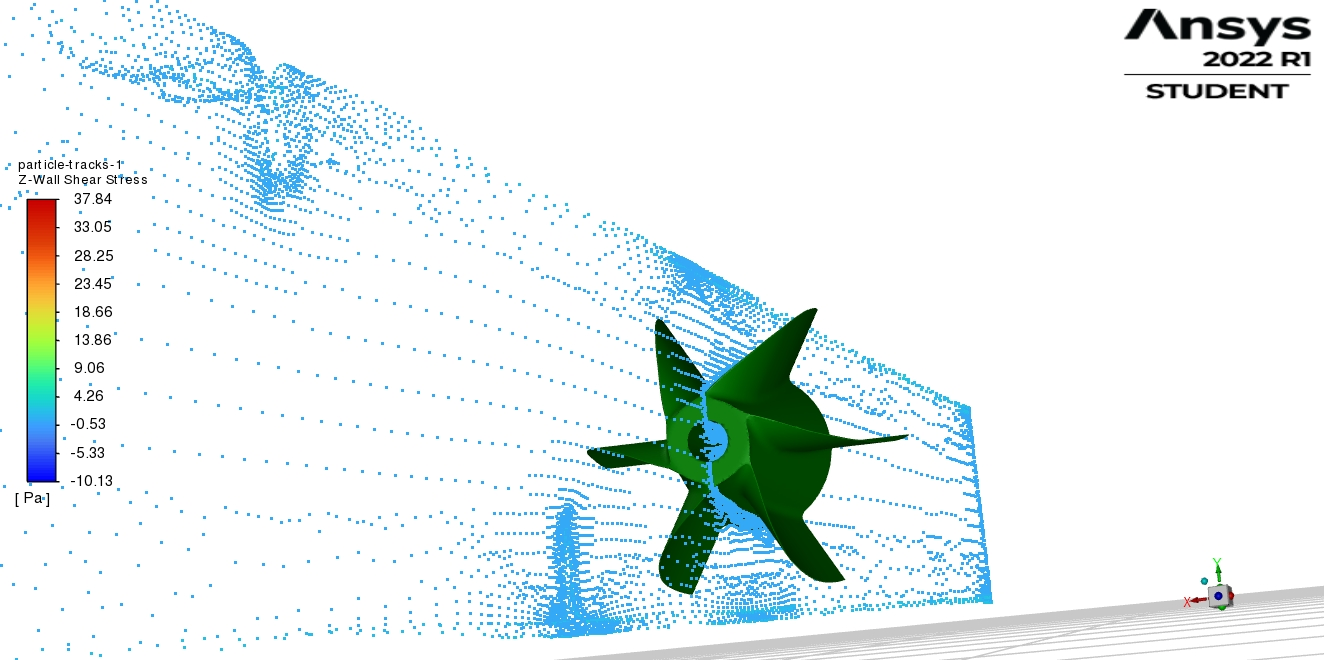 Ansys
2022 R1
STUDENT
particle-tracks-1
Z-Wall Shear Stress
37.84
33.05
28.25
23.45
18.66
13.86
9.06
4.26
-0.53
-5.33
-10.13
[ Pa ]
Y
X